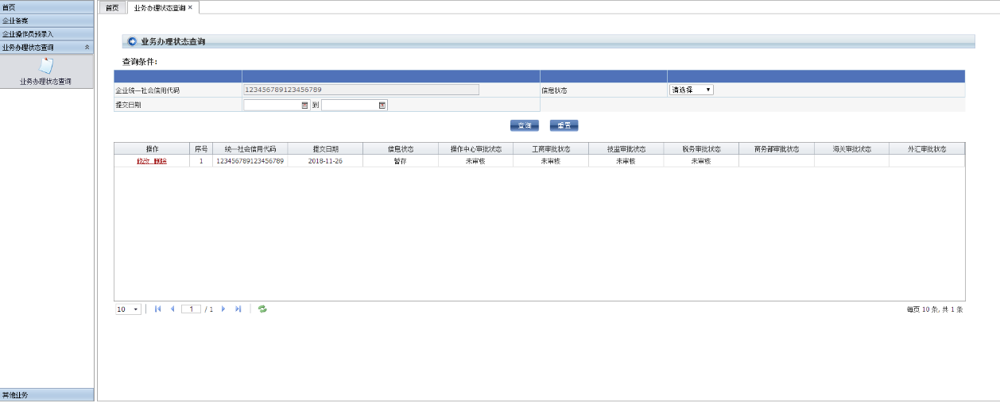 首页
企业备案
企业操作员预录入
业务办理状态查询
业务办理状态查询
其他业务
首页 业务办理状态查询 ×
业务办理状态查询
查询条件:
企业统一社会信用代码 123456789123456789 信息状态 请选择
提交日期 到
查询 重置
操作 序号 统一社会信用代码 提交日期 信息状态 操作中心审批状态 工商审批状态 技监审批状态 税务审批状态 商务部审批状态 海关审批状态 外汇审批状态
修改 删除 1 123456789123456789 2018-11-26 暂存 未审核 未审核 未审核 未审核
10 1 / 1 每页 10 条, 共 1 条